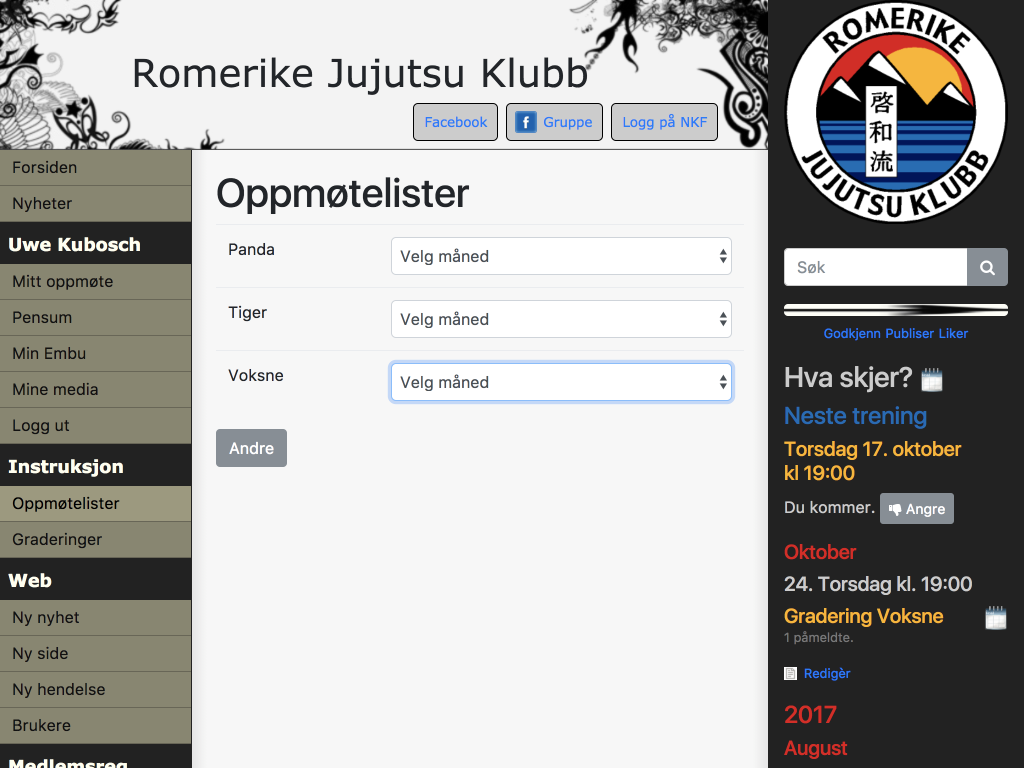 Romerike Jujutsu Klubb
Facebook
Gruppe
Logg på NKF
Forsiden
Nyheter
Uwe Kubosch
Mitt oppmøte
Pensum
Min Embu
Mine media
Logg ut
Instruksjon
Oppmøtelister
Graderinger
Web
Ny nyhet
Ny side
Ny hendelse
Brukere
Medlemsreg
Oppmøtelister
Panda
Velg måned
Tiger
Velg måned
Voksne
Velg måned
Andre
ROMERIKE
啓和流
JUJUTSU KLUBB
Søk
Godkjenn Publiser Liker
Hva skjer?
Neste trening
Torsdag 17. oktober
kl 19:00
Du kommer.
Angre
Oktober
24. Torsdag kl. 19:00
Gradering Voksne
1 påmeldte.
Redigèr
2017
August